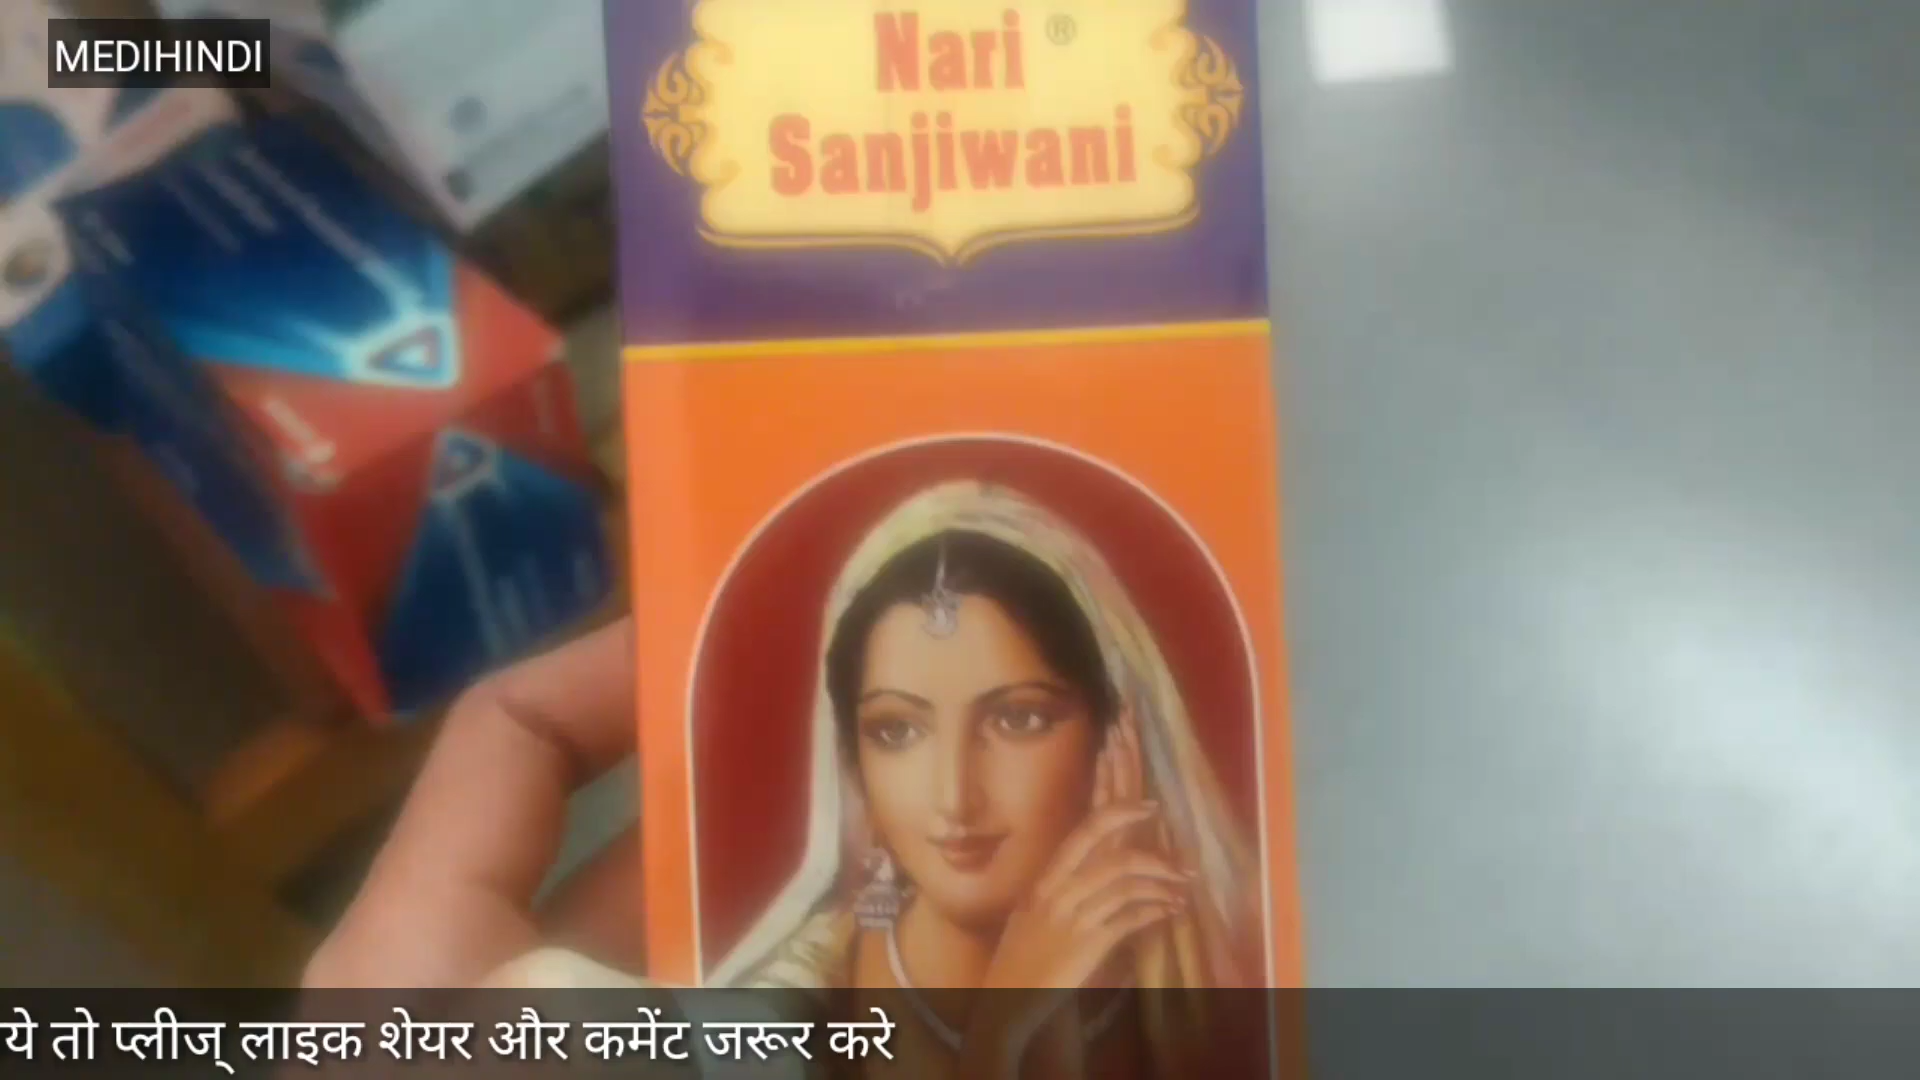 MEDIHINDI
Nari ®
Sanjiwani
ये तो प्लीज् लाइक शेयर और कमेंट जरूर करे